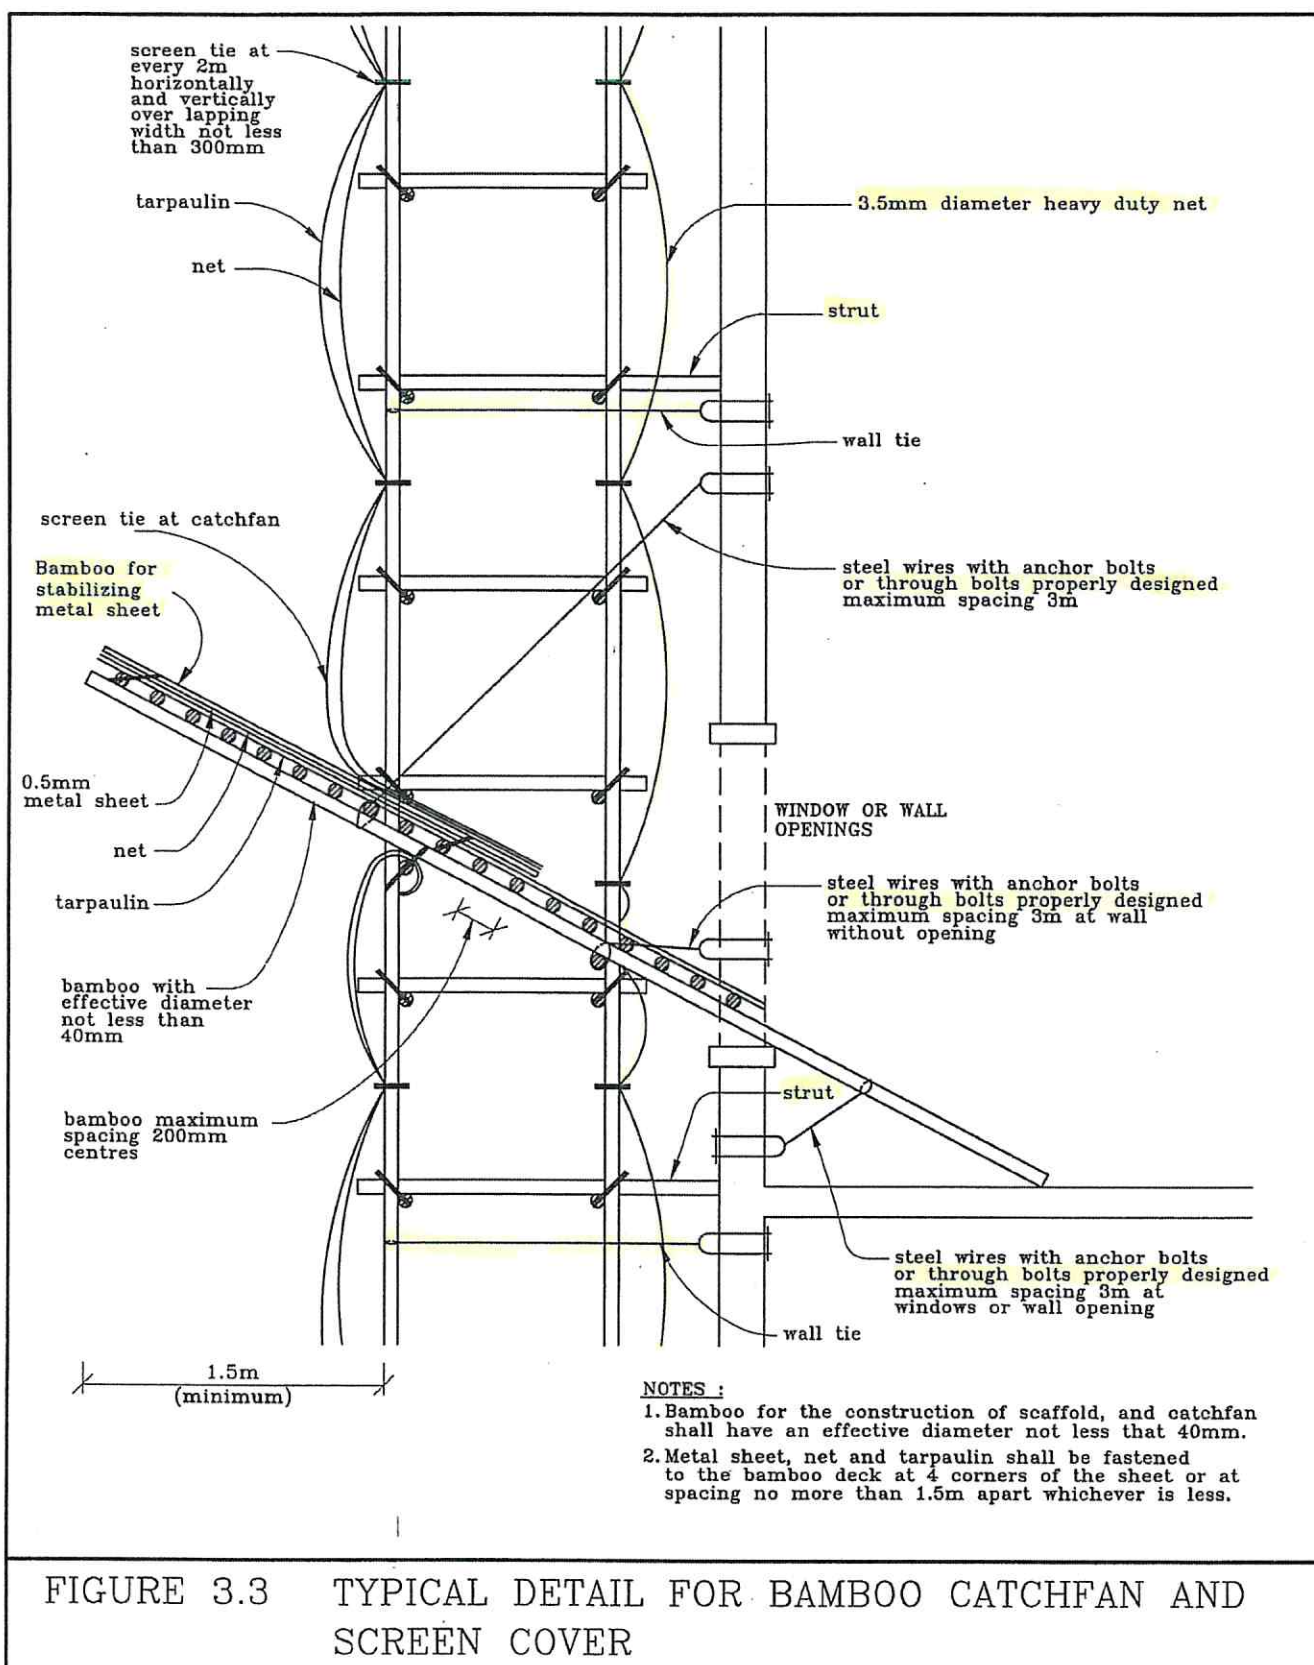 screen tie at
every 2m
horizontally
and vertically
over lapping
width not less
than 300mm
tarpaulin
net
3.5mm diameter heavy duty net
strut
wall tie
screen tie at catchfan
Bamboo for
stabilizing
metal sheet
steel wires with anchor bolts
or through bolts properly designed
maximum spacing 3m
0.5mm
metal sheet
net
tarpaulin
WINDOW OR WALL
OPENINGS
steel wires with anchor bolts
or through bolts properly designed
maximum spacing 3m at wall
without opening
bamboo with
effective diameter
not less than
40mm
strut
bamboo maximum
spacing 200mm
centres
steel wires with anchor bolts
or through bolts properly designed
maximum spacing 3m at
windows or wall opening
wall tie
1.5m
(minimum)
NOTES :
1. Bamboo for the construction of scaffold, and catchfan
shall have an effective diameter not less that 40mm.
2. Metal sheet, net and tarpaulin shall be fastened
to the bamboo deck at 4 corners of the sheet or at
spacing no more than 1.5m apart whichever is less.
FIGURE 3.3 TYPICAL DETAIL FOR BAMBOO CATCHFAN AND
SCREEN COVER